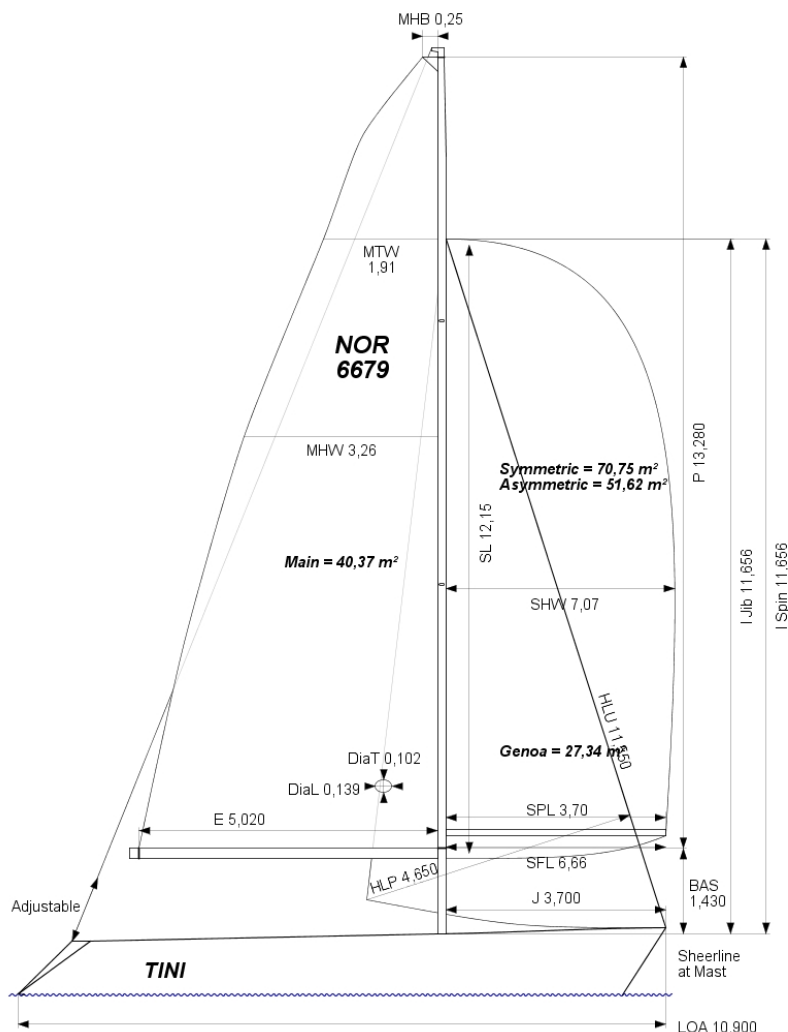 MHB 0,25
MTW
1,91
NOR
6679
MHW 3,26
P 13,280
Symmetric = 70,75 m²
Asymmetric = 51,62 m²
SL 12,15
Main = 40,37 m²
I Jib 11,656
I Spin 11,656
SHW 7,07
HLU 11,550
Genoa = 27,34 m²
DiaT 0,102
DiaL 0,139
E 5,020
SPL 3,70
SFL 6,66
HLP 4,650
J 3,700
BAS
1,430
Adjustable
Sheerline
at Mast
TINI
LOA 10,900